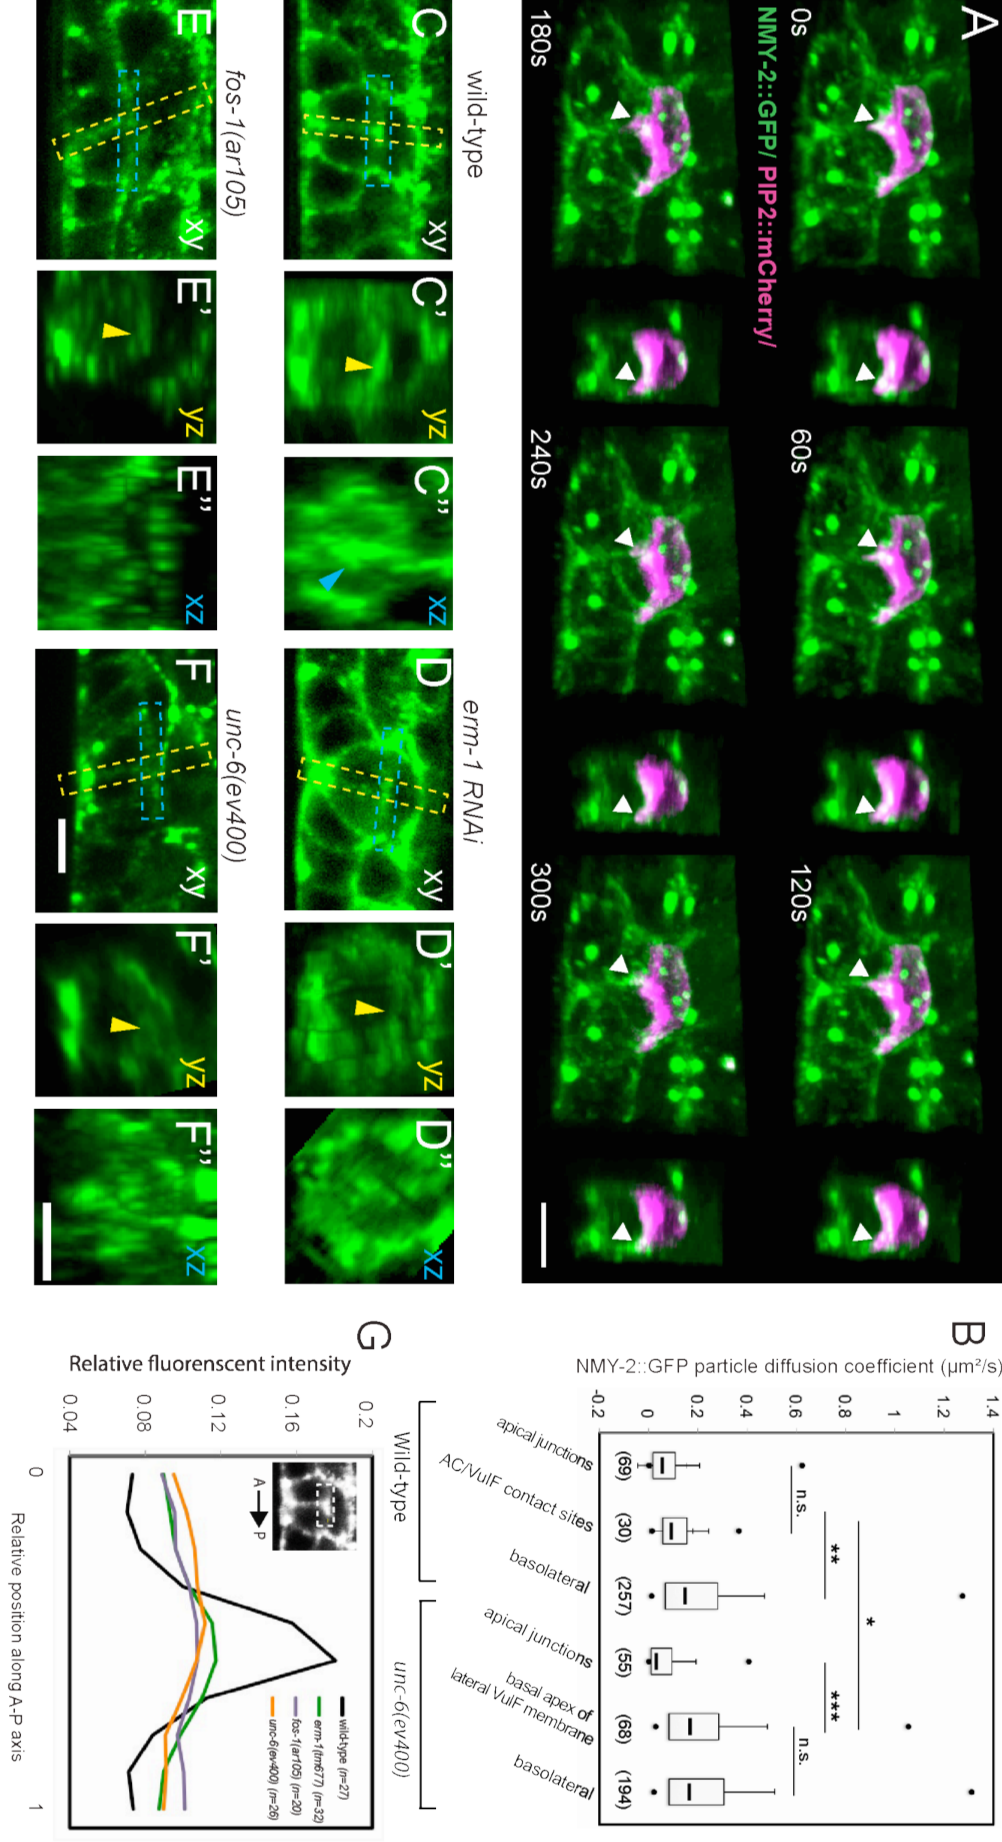 A
0s
60s
120s
NMY-2::GFP/ PIP2::mCherry/
180s
240s
300s
B
NMY-2::GFP particle diffusion coefficient (µm²/s)
1.4
1.2
1
0.8
0.6
0.4
0.2
0
-0.2
n.s.
**
*
***
n.s.
(69)
(30)
(257)
(55)
(68)
(194)
apical junctions
AC/VulF contact sites
basolateral
apical junctions
basal apex of
lateral VulF membrane
basolateral
Wild-type
unc-6(ev400)
wild-type
erm-1 RNAi
C
xy
C'
yz
C”
xz
D
xy
D'
yz
D”
xz
fos-1(ar105)
unc-6(ev400)
E
xy
E'
yz
E”
xz
F
xy
F'
yz
F”
xz
G
Relative fluorenscent intensity
0.2
0.16
0.12
0.08
0.04
A
P
wild-type (n=27)
erm-1(tm677) (n=32)
fos-1(ar105) (n=20)
unc-6(ev400) (n=26)
0
1
Relative position along A-P axis